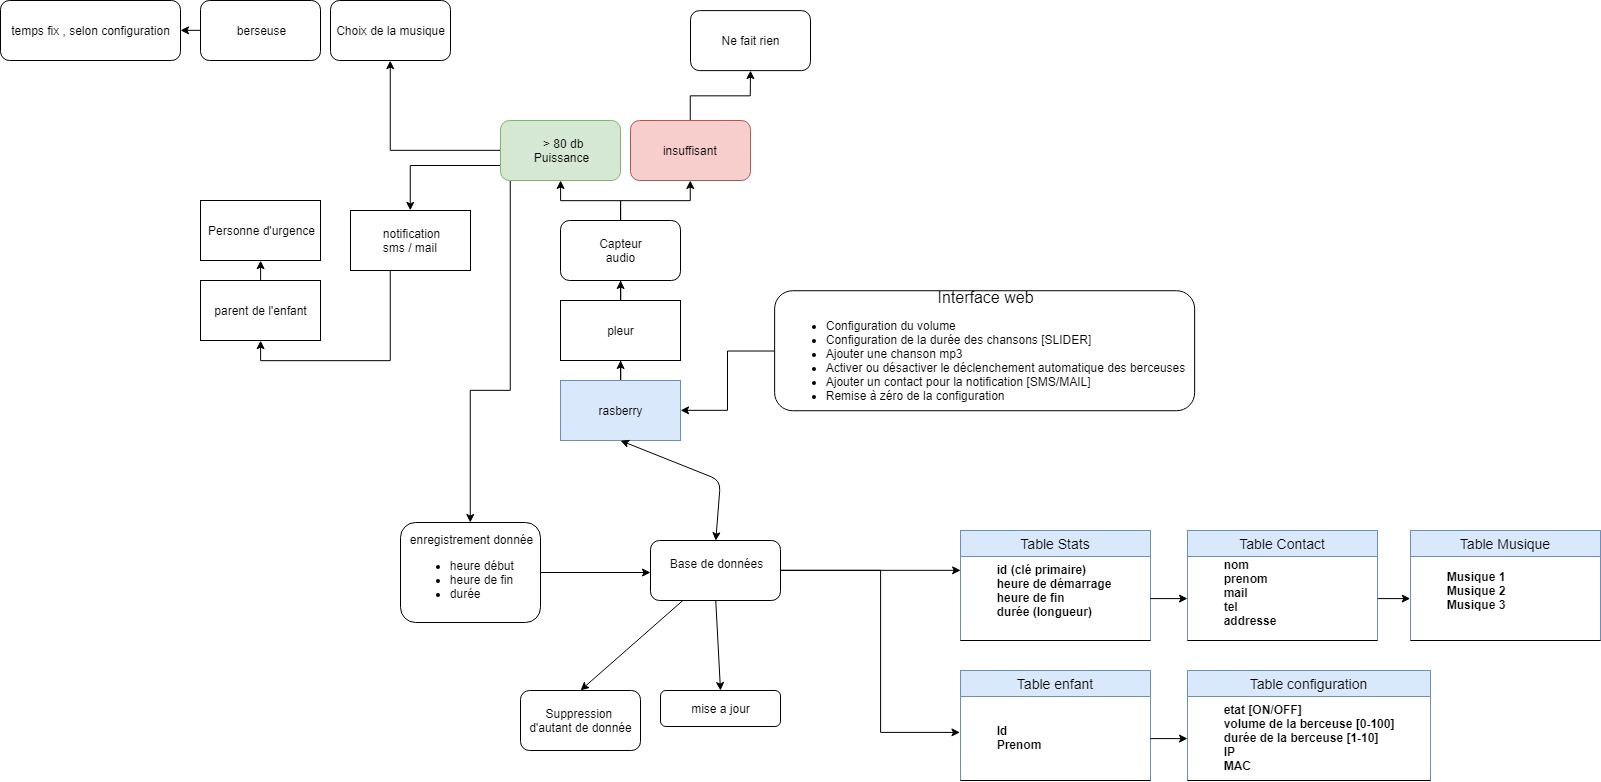 temps fix , selon configuration
berseuse
Choix de la musique
Ne fait rien
> 80 db
Puissance
insuffisant
Personne d'urgence
notification
sms / mail
Capteur
audio
parent de l'enfant
pleur
Interface web
Configuration du volume
Configuration de la durée des chansons [SLIDER]
Ajouter une chanson mp3
Activer ou désactiver le déclenchement automatique des berceuses
Ajouter un contact pour la notification [SMS/MAIL]
Remise à zéro de la configuration
rasberry
enregistrement donnée
heure début
heure de fin
durée
Base de données
Table Stats
id (clé primaire)
heure de démarrage
heure de fin
durée (longueur)
Table Contact
nom
prenom
mail
tel
addresse
Table Musique
Musique 1
Musique 2
Musique 3
Suppression
d'autant de donnée
mise a jour
Table enfant
Id
Prenom
Table configuration
etat [ON/OFF]
volume de la berceuse [0-100]
durée de la berceuse [1-10]
IP
MAC